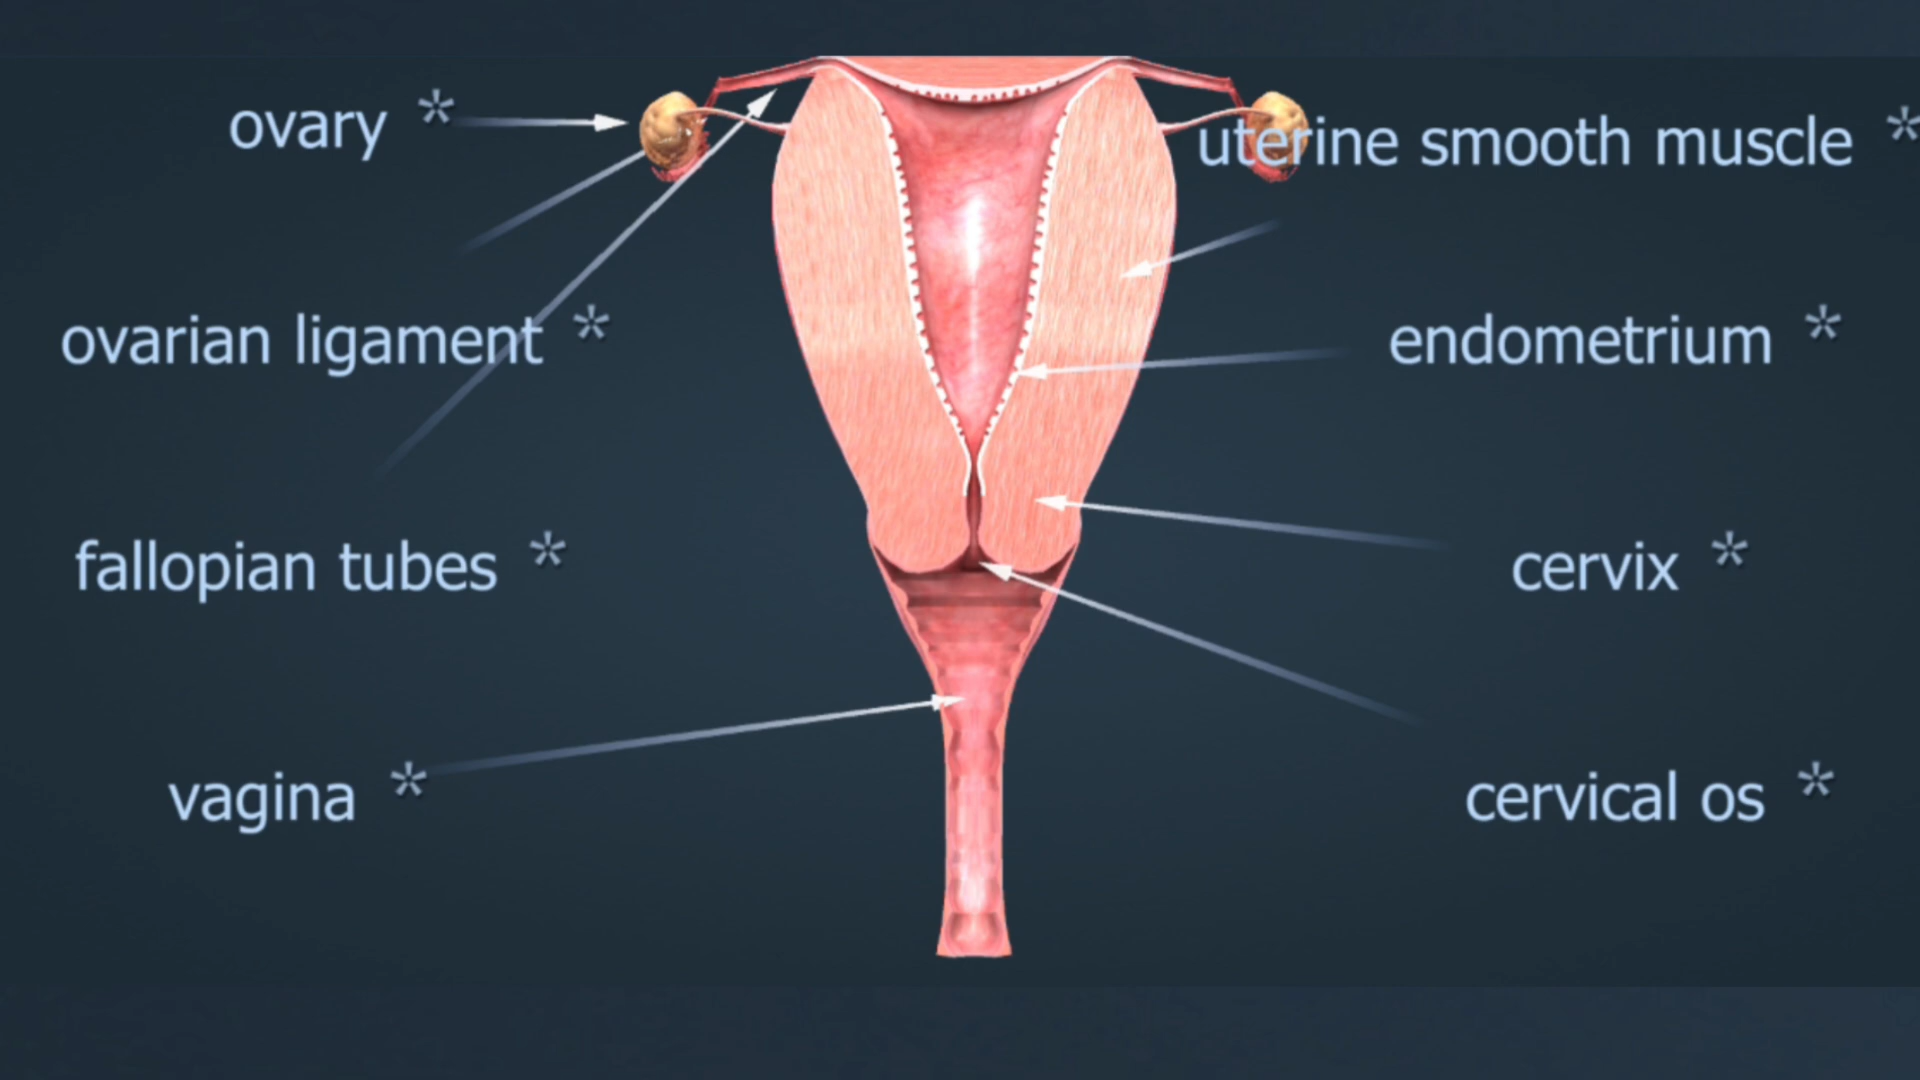 ovary *
uterine smooth muscle *
ovarian ligament *
endometrium *
fallopian tubes *
cervix *
vagina *
cervical os *